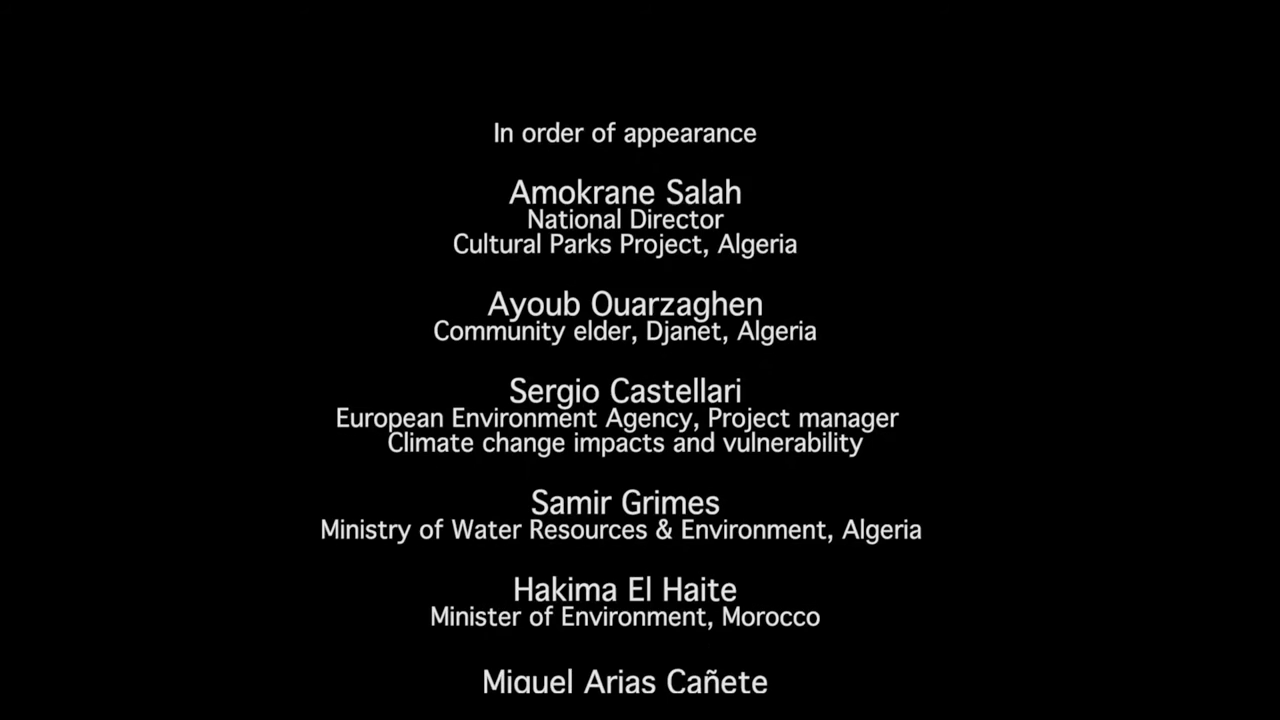 In order of appearance
Amokrane Salah
National Director
Cultural Parks Project, Algeria
Ayoub Ouarzaghen
Community elder, Djanet, Algeria
Sergio Castellari
European Environment Agency, Project manager
Climate change impacts and vulnerability
Samir Grimes
Ministry of Water Resources & Environment, Algeria
Hakima El Haite
Minister of Environment, Morocco
Miguel Arias Cañete